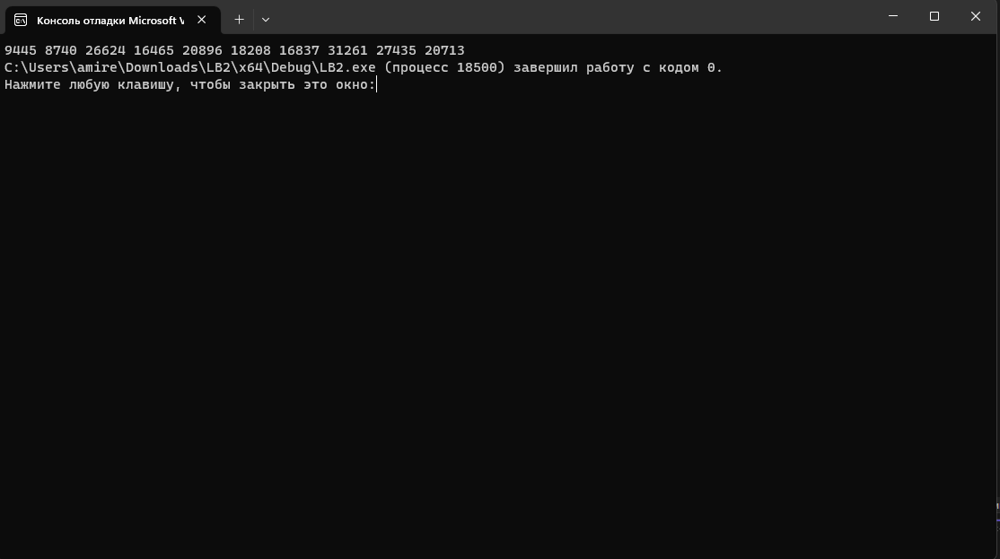 Консоль отладки Microsoft V
9445 8740 26624 16465 20896 18208 16837 31261 27435 20713
C:\Users\amire\Downloads\LB2\x64\Debug\LB2.exe (процесс 18500) завершил работу с кодом 0.
Нажмите любую клавишу, чтобы закрыть это окно: